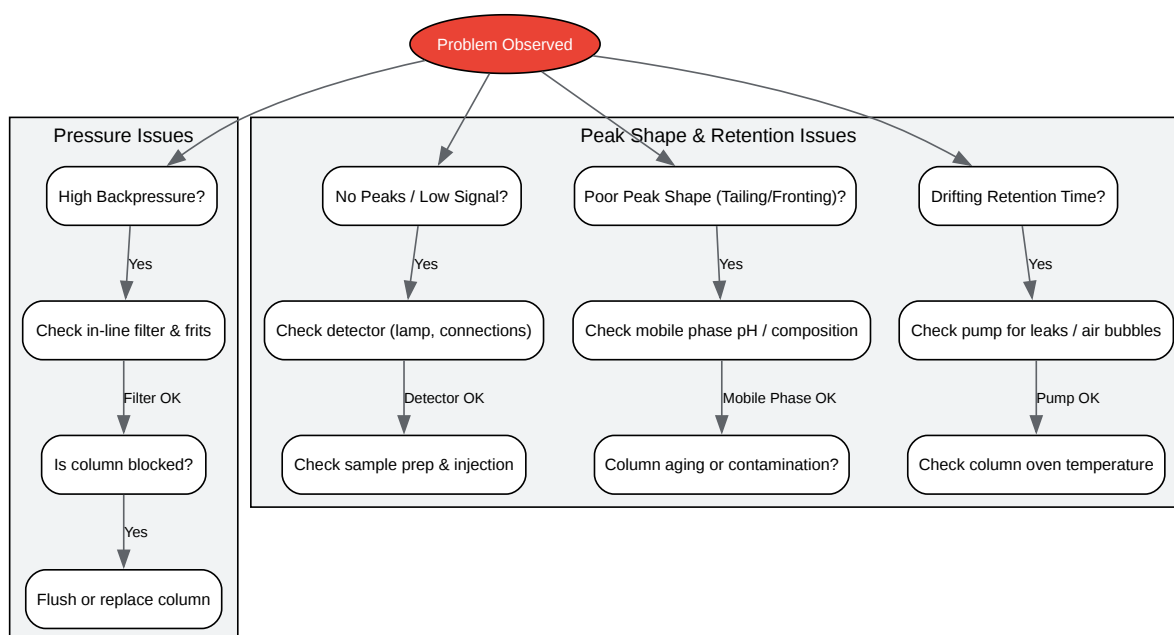 Problem Observed
Pressure Issues
Peak Shape & Retention Issues
High Backpressure?
No Peaks / Low Signal?
Poor Peak Shape (Tailing/Fronting)?
Drifting Retention Time?
Yes
Yes
Yes
Yes
Check in-line filter & frits
Check detector (lamp, connections)
Check mobile phase pH / composition
Check pump for leaks / air bubbles
Filter OK
Detector OK
Mobile Phase OK
Pump OK
Is column blocked?
Check sample prep & injection
Column aging or contamination?
Check column oven temperature
Yes
Flush or replace column